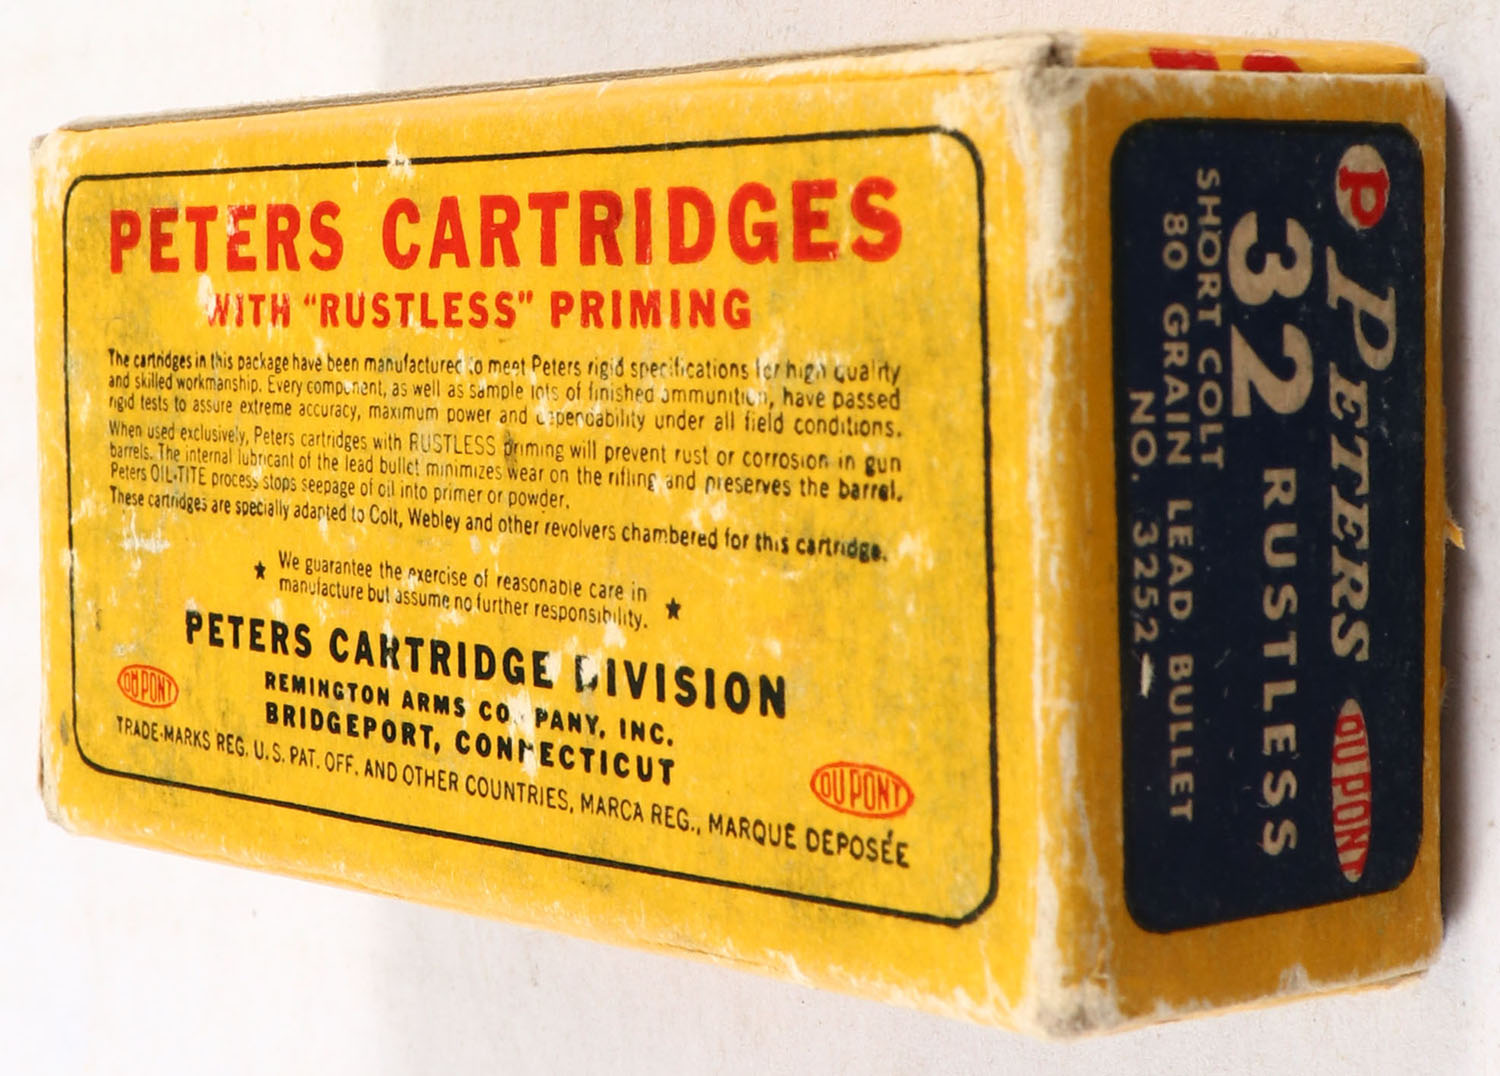 PETERS CARTRIDGES
WITH "RUSTLESS" PRIMING
The cartridges in this package have been manufactured to meet Peters rigid specifications for high quality
and skilled workmanship. Every component, as well as sample lots of finished ammunition, have passed
rigid tests to assure extreme accuracy, maximum power and dependability under all field conditions.
When used exclusively, Peters cartridges with RUSTLESS priming will prevent rust or corrosion in gun
barrels. The internal lubricant of the lead bullet minimizes wear on the rifling and preserves the barrel.
Peters OIL-TITE process stops seepage of oil into primer or powder.
These cartridges are specially adapted to Colt, Webley and other revolvers chambered for this cartridge.
We guarantee the exercise of reasonable care in
manufacture but assume no further responsibility.
PETERS CARTRIDGE DIVISION
REMINGTON ARMS COMPANY, INC.
BRIDGEPORT, CONNECTICUT
DU PONT
DU PONT
TRADE-MARKS REG. U.S. PAT. OFF. AND OTHER COUNTRIES, MARCA REG., MARQUE DEPOSÉE
P PETERS DU PONT
32 RUSTLESS
SHORT COLT
80 GRAIN LEAD BULLET
NO. 3252